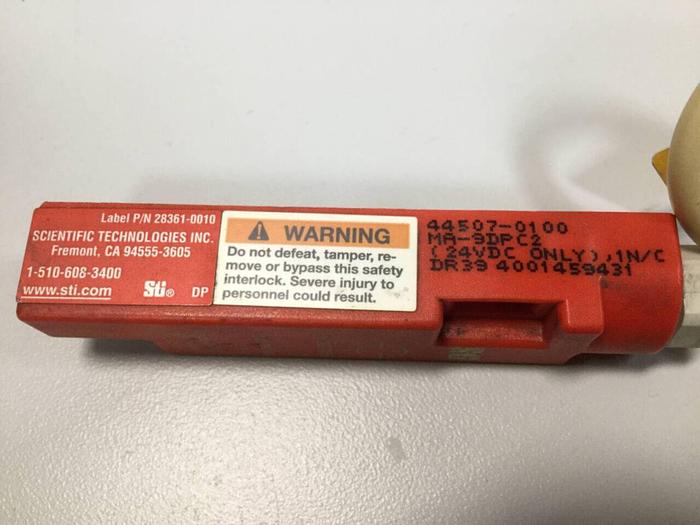 Label P/N 28361-0010
SCIENTIFIC TECHNOLOGIES INC.
Fremont, CA 94555-3605
1-510-608-3400
www.sti.com Sti® DP
WARNING
Do not defeat, tamper, re-
move or bypass this safety
interlock. Severe injury to
personnel could result.
44507-0100
MA-9DPC2
(24VDC ONLY),1N/C
DR39 4001459431